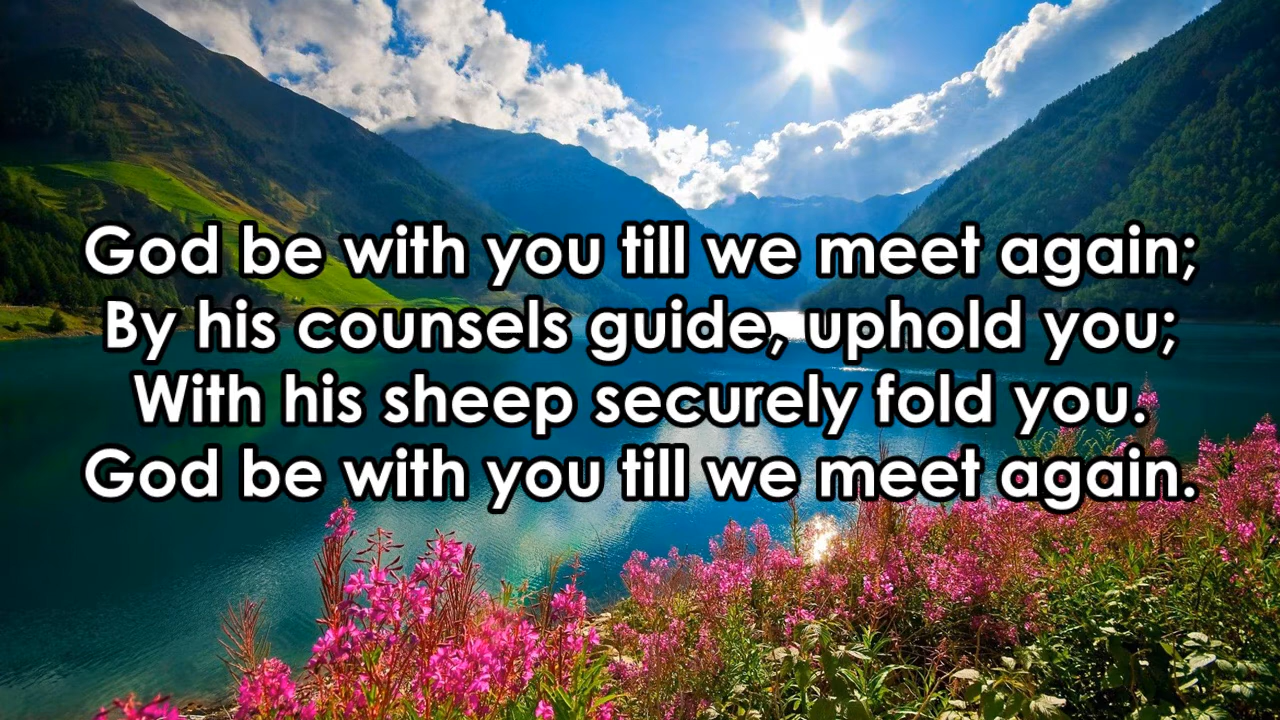 God be with you till we meet again;
By his counsels guide, uphold you;
With his sheep securely fold you.
God be with you till we meet again.